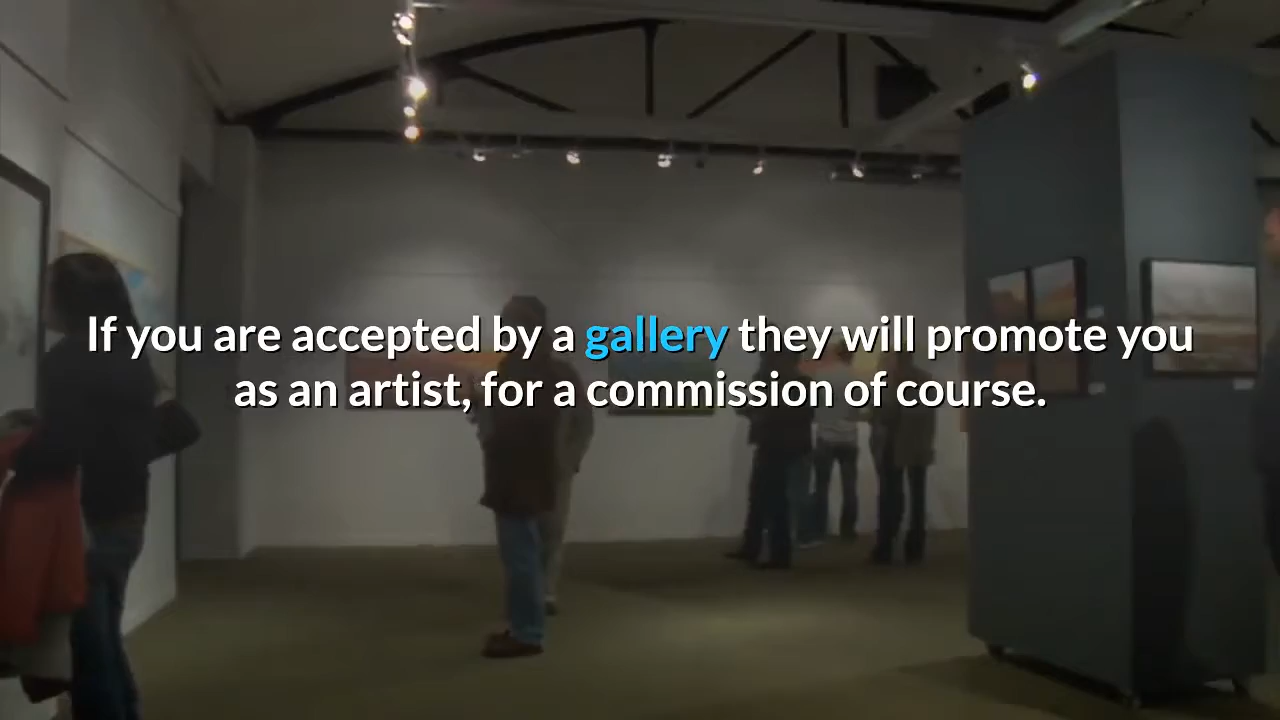 If you are accepted by a gallery they will promote you
as an artist, for a commission of course.